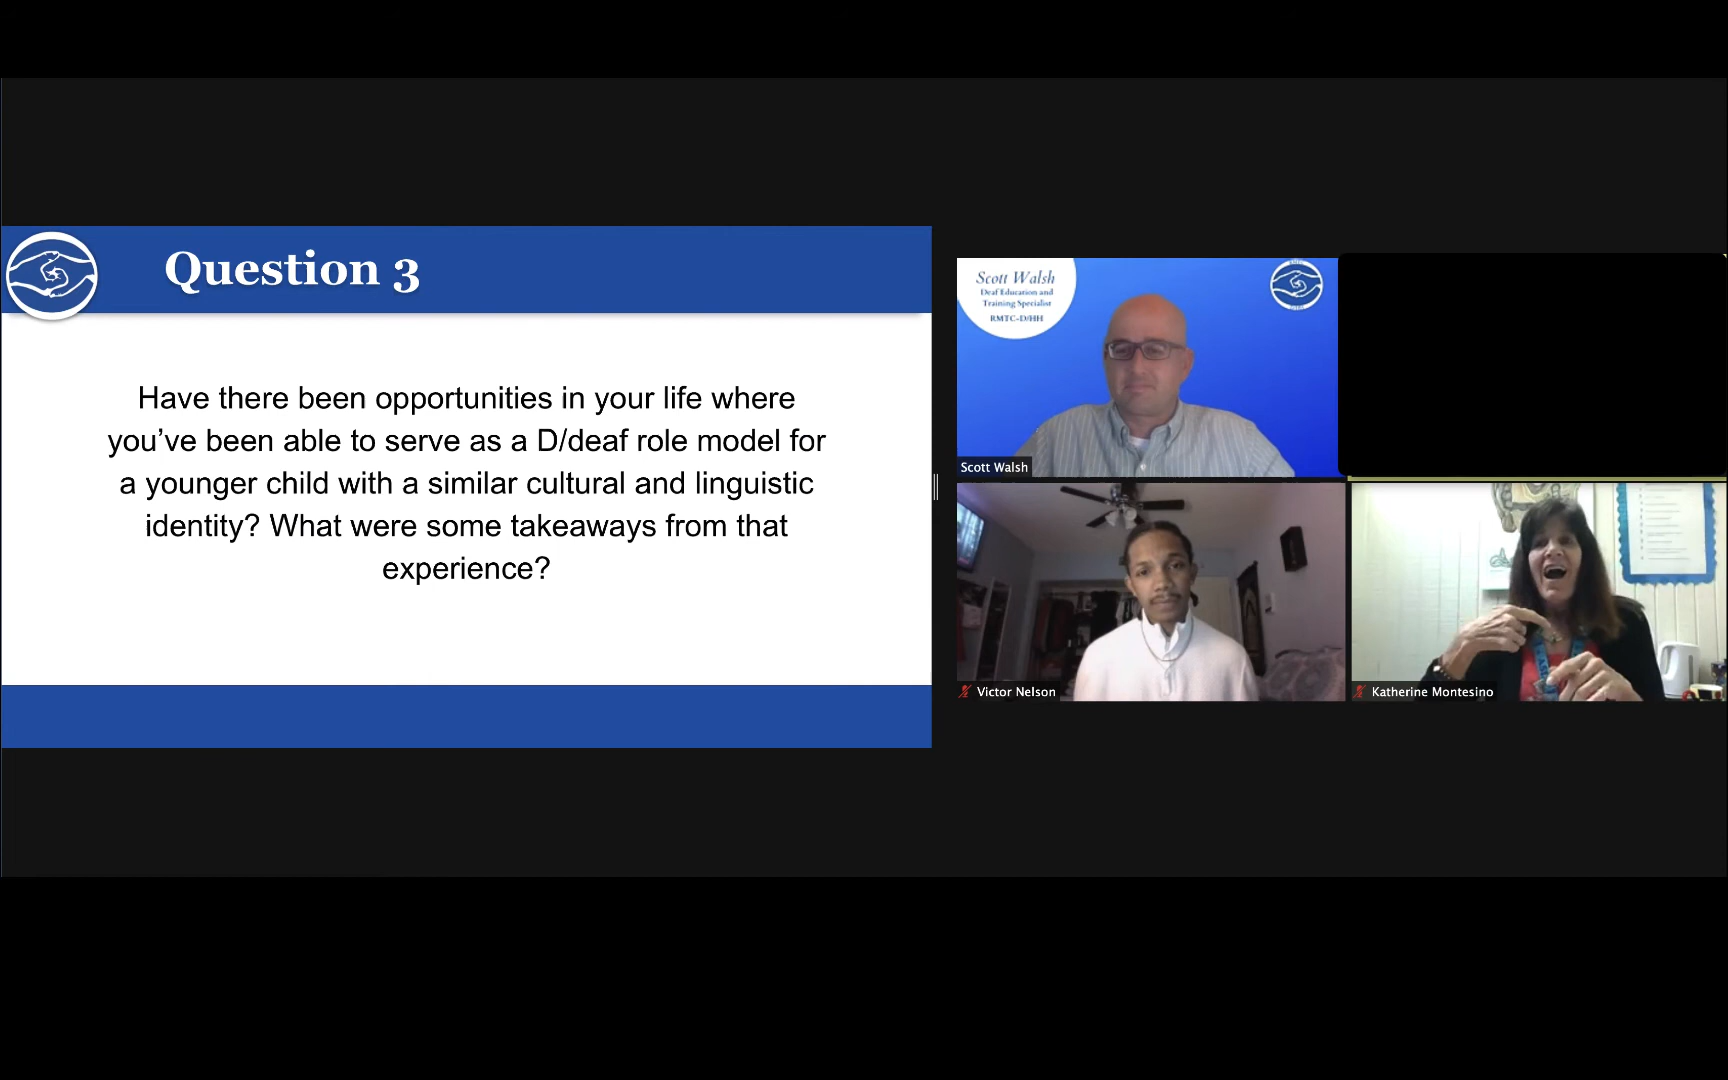 Question 3
Have there been opportunities in your life where
you’ve been able to serve as a D/deaf role model for
a younger child with a similar cultural and linguistic
identity? What were some takeaways from that
experience?
Scott Walsh
Deaf Education and
Training Specialist
RMTC-D/HH
Scott Walsh
Victor Nelson
Katherine Montesino